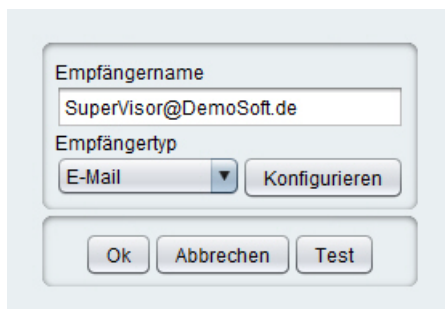 Empfängername
SuperVisor@DemoSoft.de
Empfängertyp
E-Mail Konfigurieren
Ok Abbrechen Test